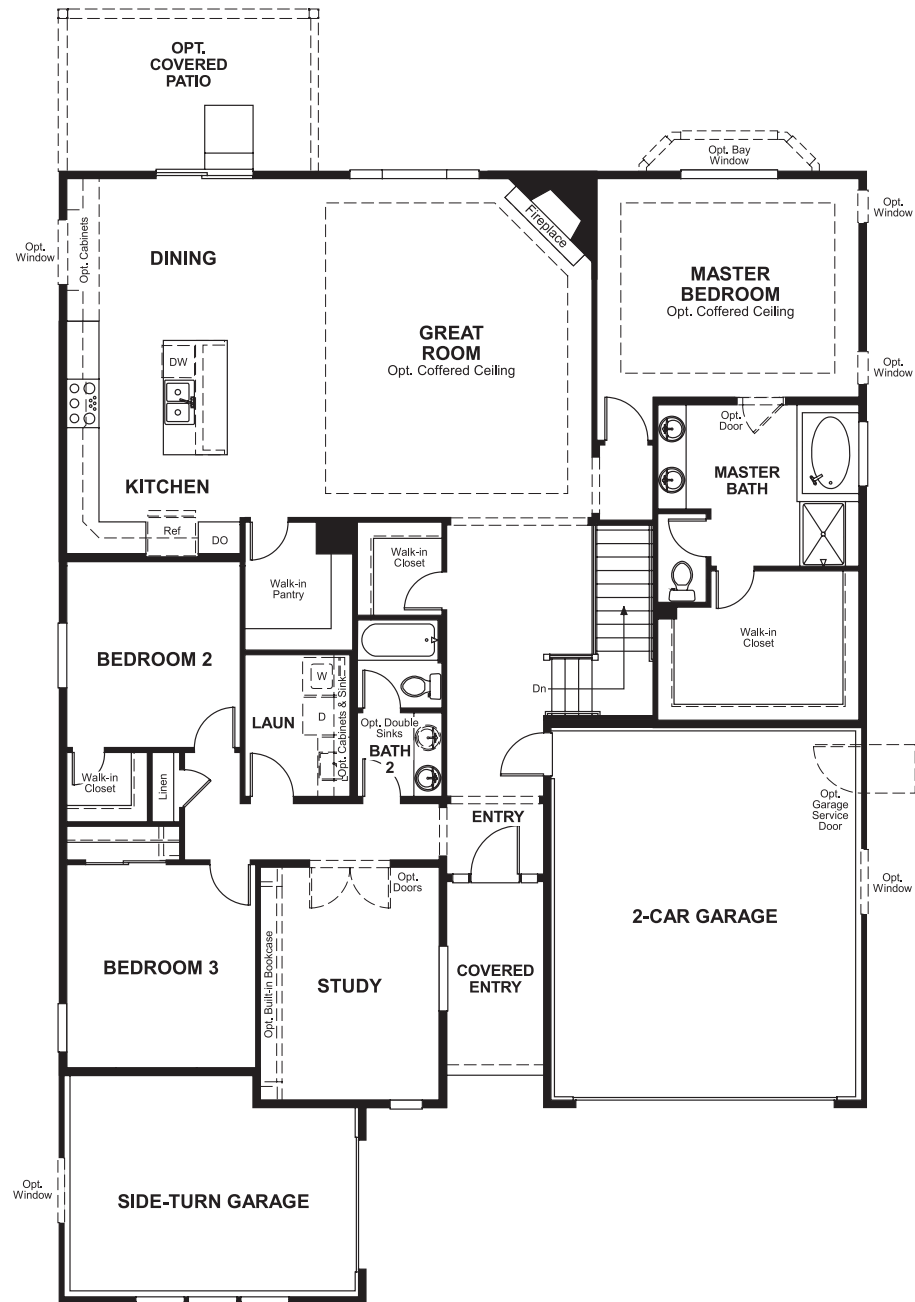 OPT.
COVERED
PATIO
Opt. Bay
Window
Opt.
Window
Opt.
Window
Opt. Cabinets
DINING
Fireplace
MASTER
BEDROOM
Opt. Coffered Ceiling
GREAT
ROOM
Opt. Coffered Ceiling
DW
Opt.
Window
Opt.
Door
MASTER
BATH
KITCHEN
Ref
DO
Walk-in
Closet
Walk-in
Pantry
Walk-in
Closet
BEDROOM 2
W
D
LAUN
Opt. Cabinets & Sink
Dn
Opt. Double
Sinks
BATH
2
Walk-in
Closet
Linen
ENTRY
Opt.
Garage
Service
Door
Opt.
Doors
Opt.
Window
2-CAR GARAGE
BEDROOM 3
Opt. Built-in Bookcase
STUDY
COVERED
ENTRY
Opt.
Window
SIDE-TURN GARAGE